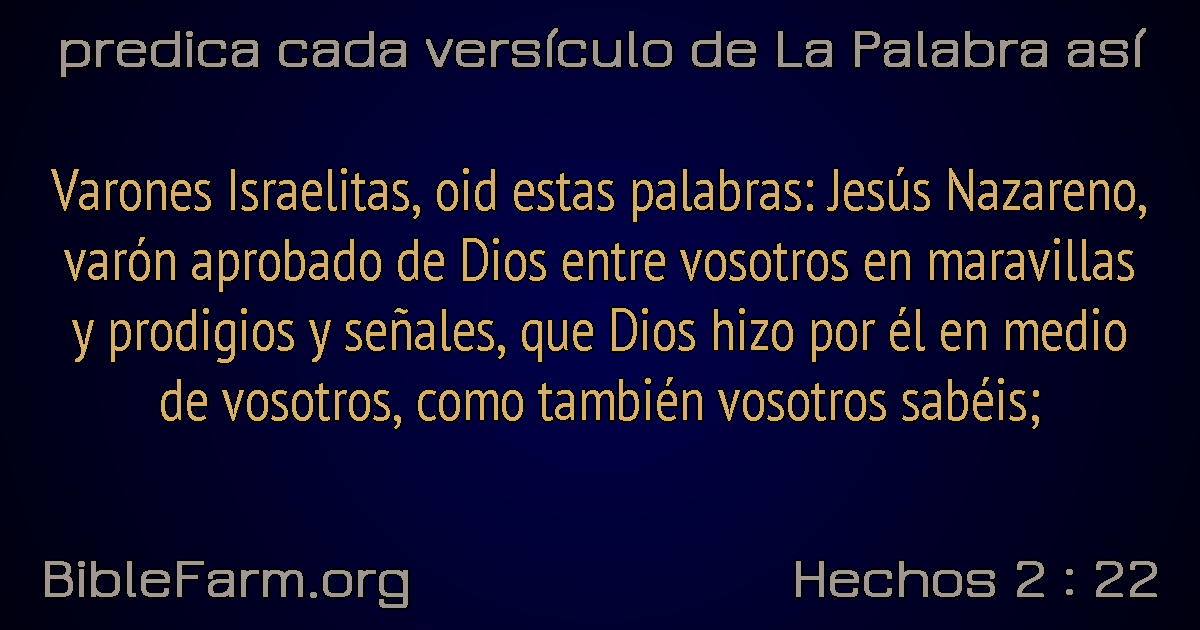 predica cada versículo de La Palabra así
Varones Israelitas, oid estas palabras: Jesús Nazareno,
varón aprobado de Dios entre vosotros en maravillas
y prodigios y señales, que Dios hizo por él en medio
de vosotros, como también vosotros sabéis;
BibleFarm.org
Hechos 2 : 22